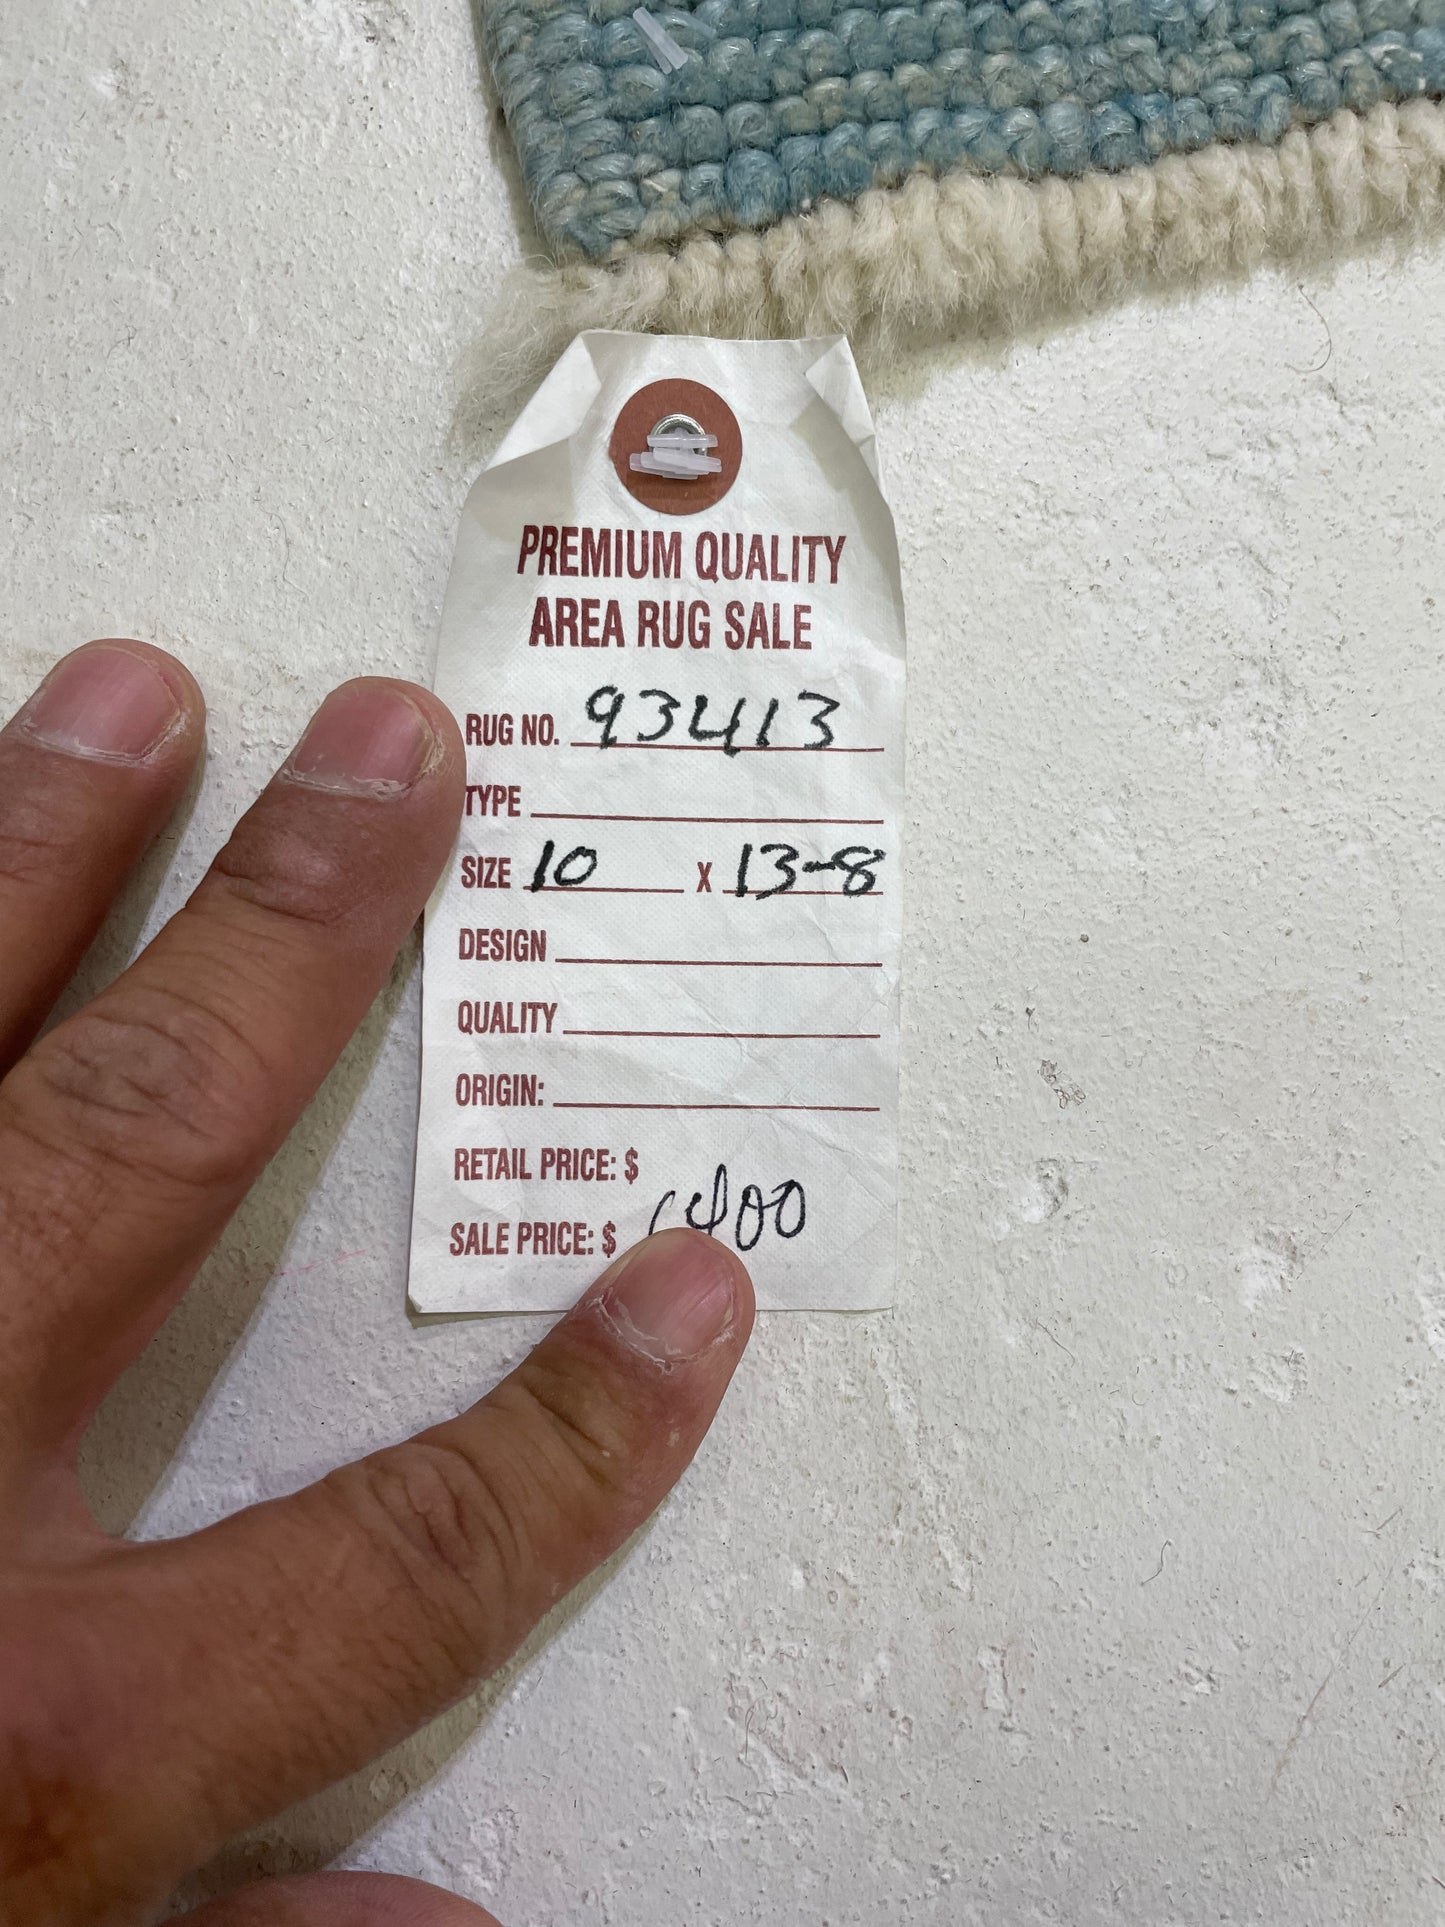 PREMIUM QUALITY
AREA RUG SALE
RUG NO. 93413
TYPE
SIZE 10 X 13-8
DESIGN
QUALITY
ORIGIN:
RETAIL PRICE: $
SALE PRICE: $